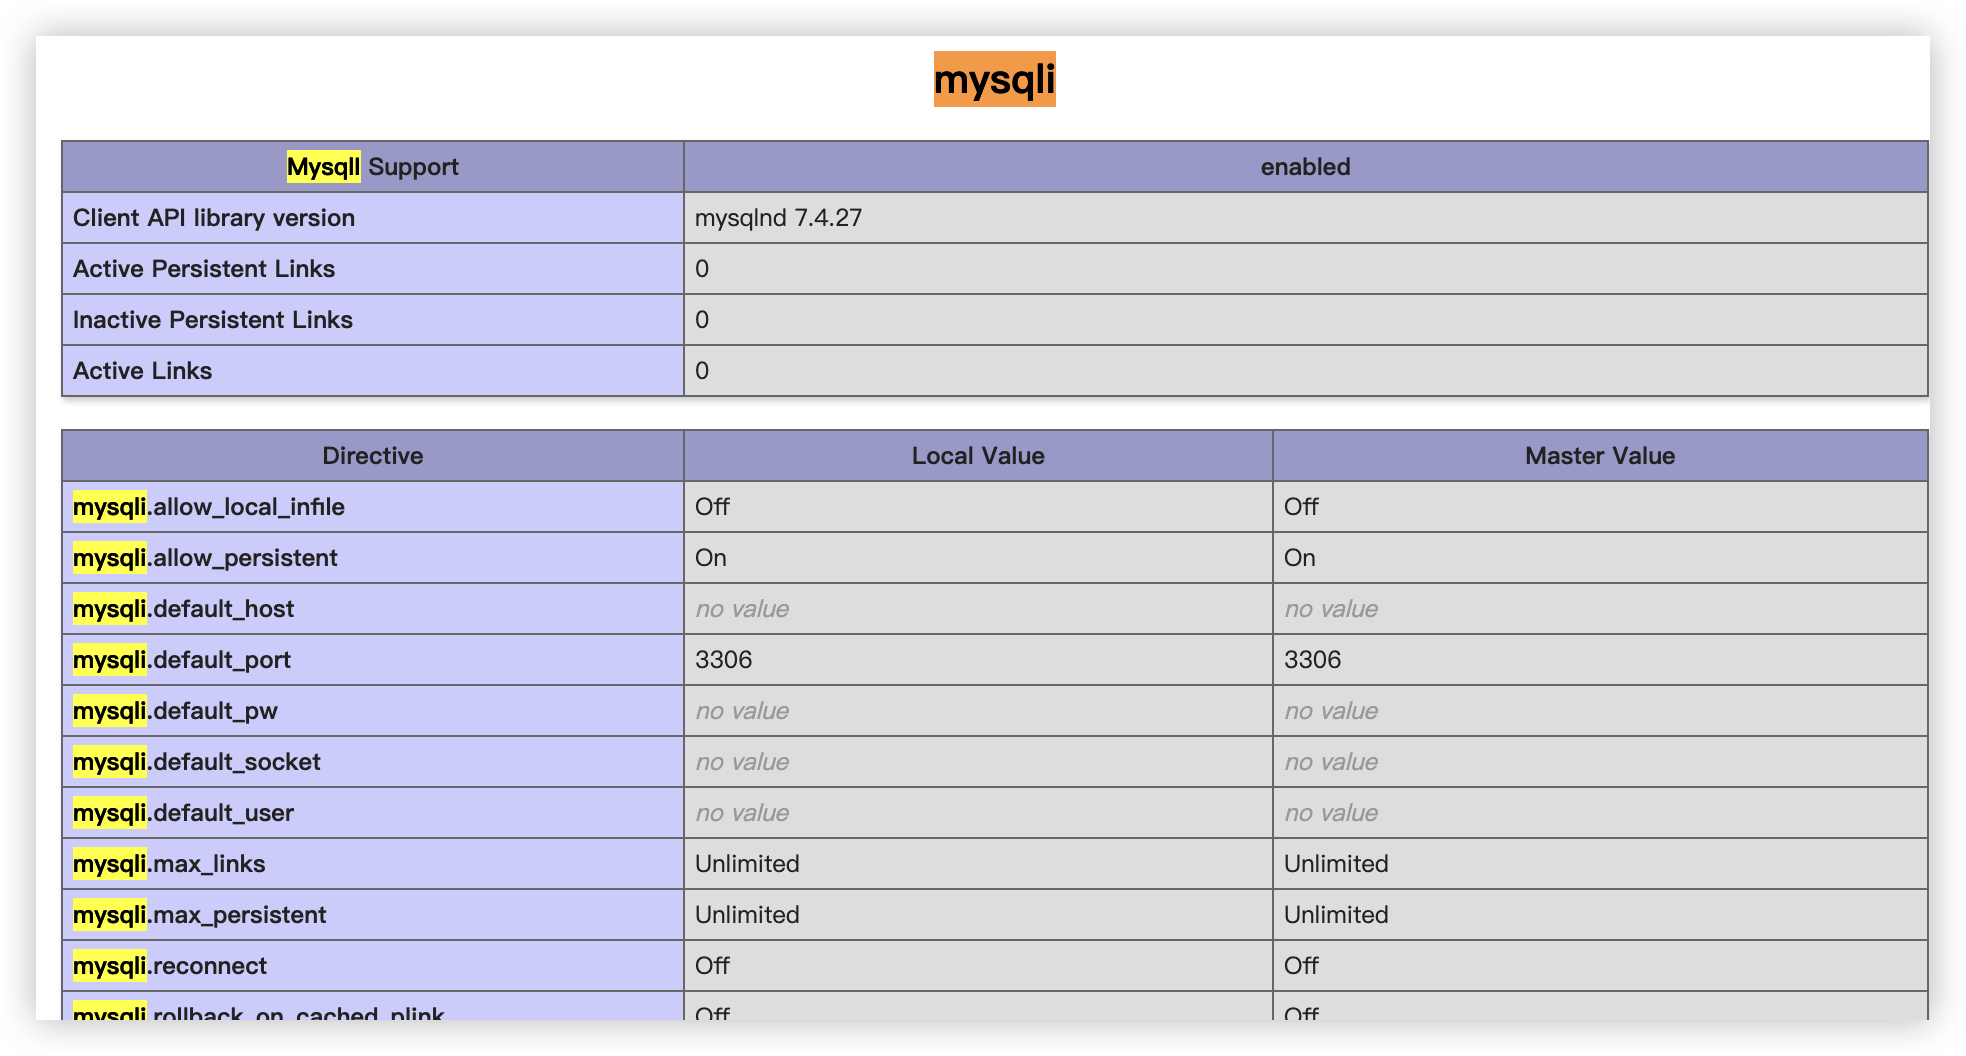 mysqli
MysqlI Support enabled
Client API library version mysqlnd 7.4.27
Active Persistent Links 0
Inactive Persistent Links 0
Active Links 0
Directive Local Value Master Value
mysqli.allow_local_infile Off Off
mysqli.allow_persistent On On
mysqli.default_host no value no value
mysqli.default_port 3306 3306
mysqli.default_pw no value no value
mysqli.default_socket no value no value
mysqli.default_user no value no value
mysqli.max_links Unlimited Unlimited
mysqli.max_persistent Unlimited Unlimited
mysqli.reconnect Off Off
mysqli.rollback_on_cached_plink Off Off